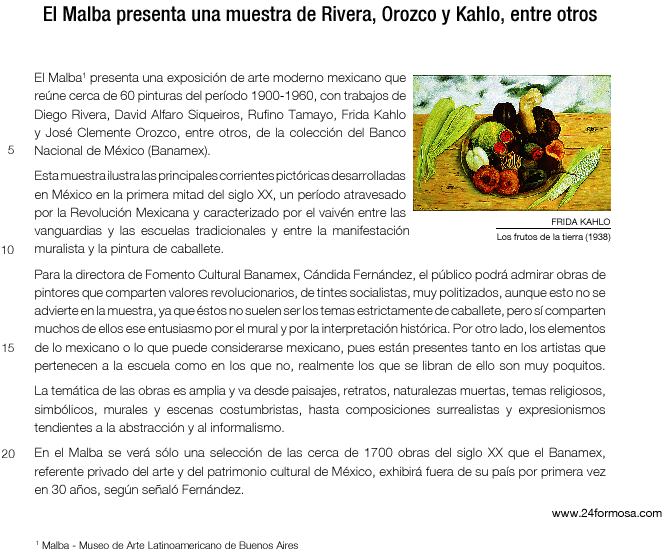 El Malba presenta una muestra de Rivera, Orozco y Kahlo, entre otros
El Malba¹ presenta una exposición de arte moderno mexicano que
reúne cerca de 60 pinturas del período 1900-1960, con trabajos de
Diego Rivera, David Alfaro Siqueiros, Rufino Tamayo, Frida Kahlo
y José Clemente Orozco, entre otros, de la colección del Banco
5 Nacional de México (Banamex).
Esta muestra ilustra las principales corrientes pictóricas desarrolladas
en México en la primera mitad del siglo XX, un período atravesado
por la Revolución Mexicana y caracterizado por el vaivén entre las
vanguardias y las escuelas tradicionales y entre la manifestación
10 muralista y la pintura de caballete.
FRIDA KAHLO
Los frutos de la tierra (1938)
Para la directora de Fomento Cultural Banamex, Cándida Fernández, el público podrá admirar obras de
pintores que comparten valores revolucionarios, de tintes socialistas, muy politizados, aunque esto no se
advierte en la muestra, ya que éstos no suelen ser los temas estrictamente de caballete, pero sí comparten
muchos de ellos ese entusiasmo por el mural y por la interpretación histórica. Por otro lado, los elementos
15 de lo mexicano o lo que puede considerarse mexicano, pues están presentes tanto en los artistas que
pertenecen a la escuela como en los que no, realmente los que se libran de ello son muy poquitos.
La temática de las obras es amplia y va desde paisajes, retratos, naturalezas muertas, temas religiosos,
simbólicos, murales y escenas costumbristas, hasta composiciones surrealistas y expresionismos
tendientes a la abstracción y al informalismo.
20 En el Malba se verá sólo una selección de las cerca de 1700 obras del siglo XX que el Banamex,
referente privado del arte y del patrimonio cultural de México, exhibirá fuera de su país por primera vez
en 30 años, según señaló Fernández.
www.24formosa.com
¹ Malba - Museo de Arte Latinoamericano de Buenos Aires